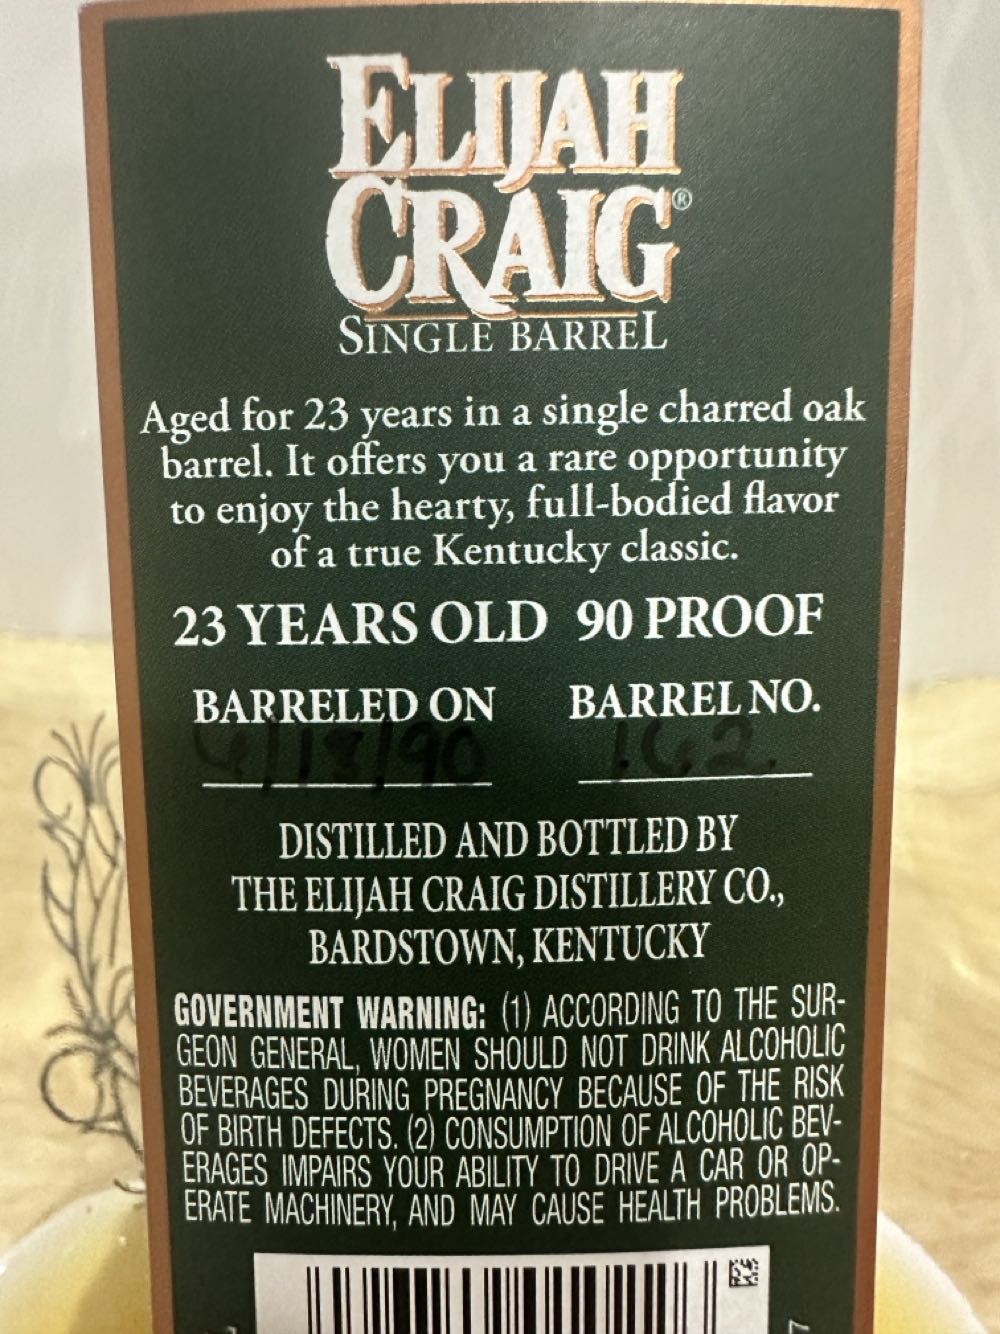 ELIJAH
CRAIG®
SINGLE BARREL
Aged for 23 years in a single charred oak
barrel. It offers you a rare opportunity
to enjoy the hearty, full-bodied flavor
of a true Kentucky classic.
23 YEARS OLD 90 PROOF
BARRELED ON BARREL NO.
162
DISTILLED AND BOTTLED BY
THE ELIJAH CRAIG DISTILLERY CO.,
BARDSTOWN, KENTUCKY
GOVERNMENT WARNING: (1) ACCORDING TO THE SUR-
GEON GENERAL, WOMEN SHOULD NOT DRINK ALCOHOLIC
BEVERAGES DURING PREGNANCY BECAUSE OF THE RISK
OF BIRTH DEFECTS. (2) CONSUMPTION OF ALCOHOLIC BEV-
ERAGES IMPAIRS YOUR ABILITY TO DRIVE A CAR OR OP-
ERATE MACHINERY, AND MAY CAUSE HEALTH PROBLEMS.